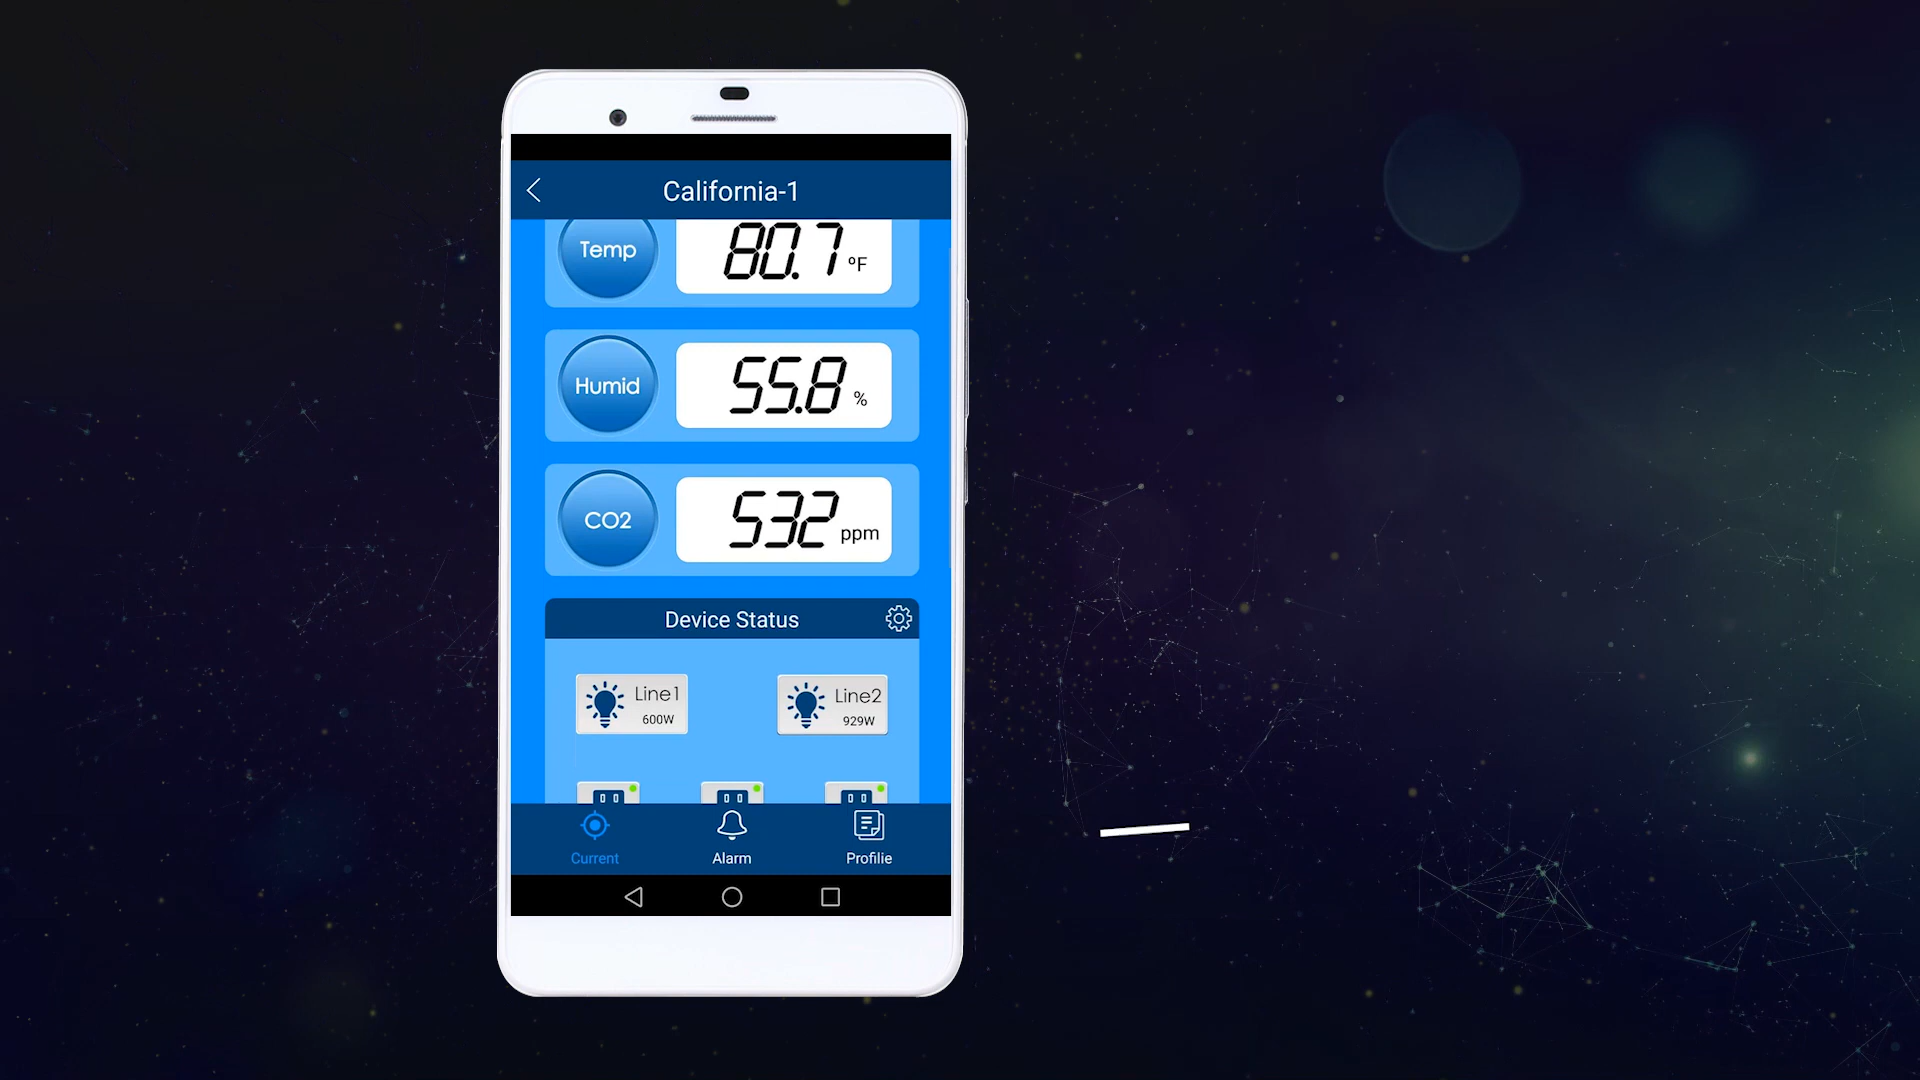 California-1
Temp 80.7 °F
Humid 55.8 %
CO2 532 ppm
Device Status
Line1 Line2
600W 929W
Current Alarm Profilie